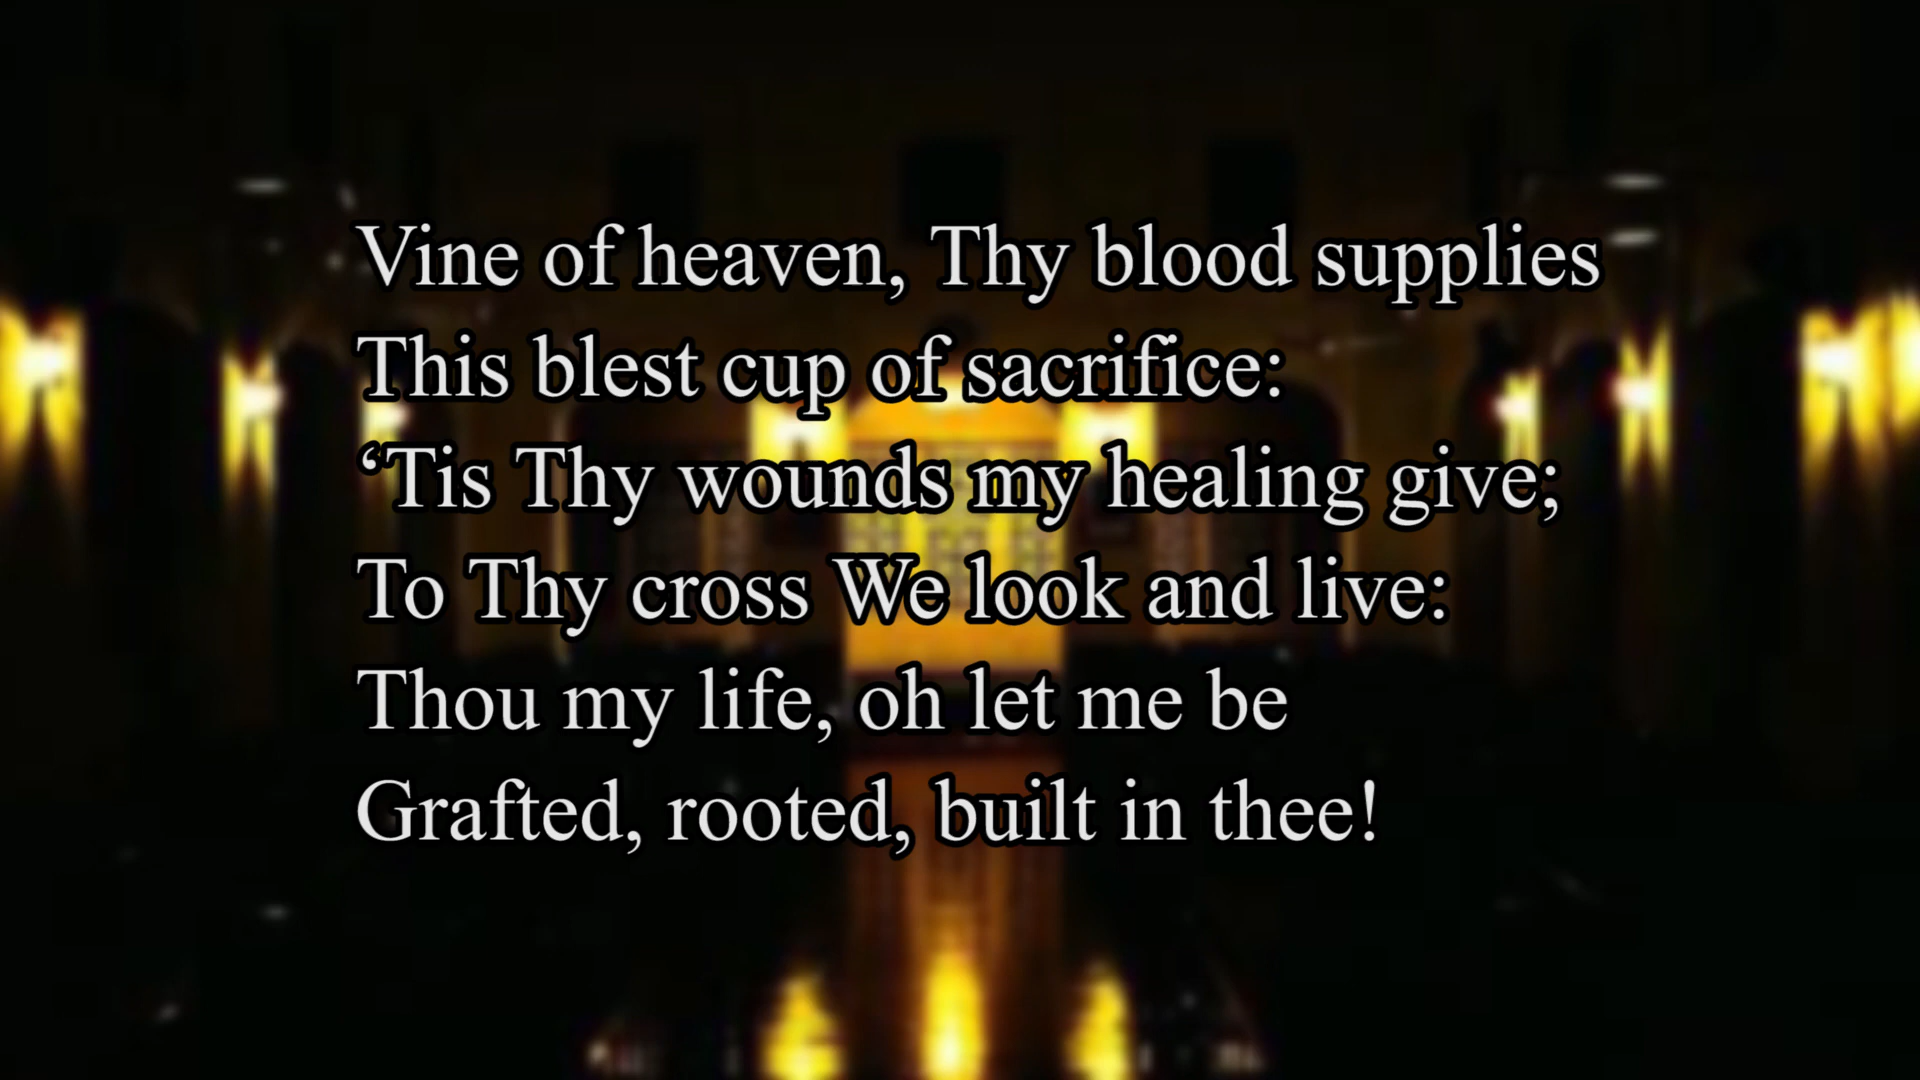 Vine of heaven, Thy blood supplies
This blest cup of sacrifice:
‘Tis Thy wounds my healing give;
To Thy cross We look and live:
Thou my life, oh let me be
Grafted, rooted, built in thee!